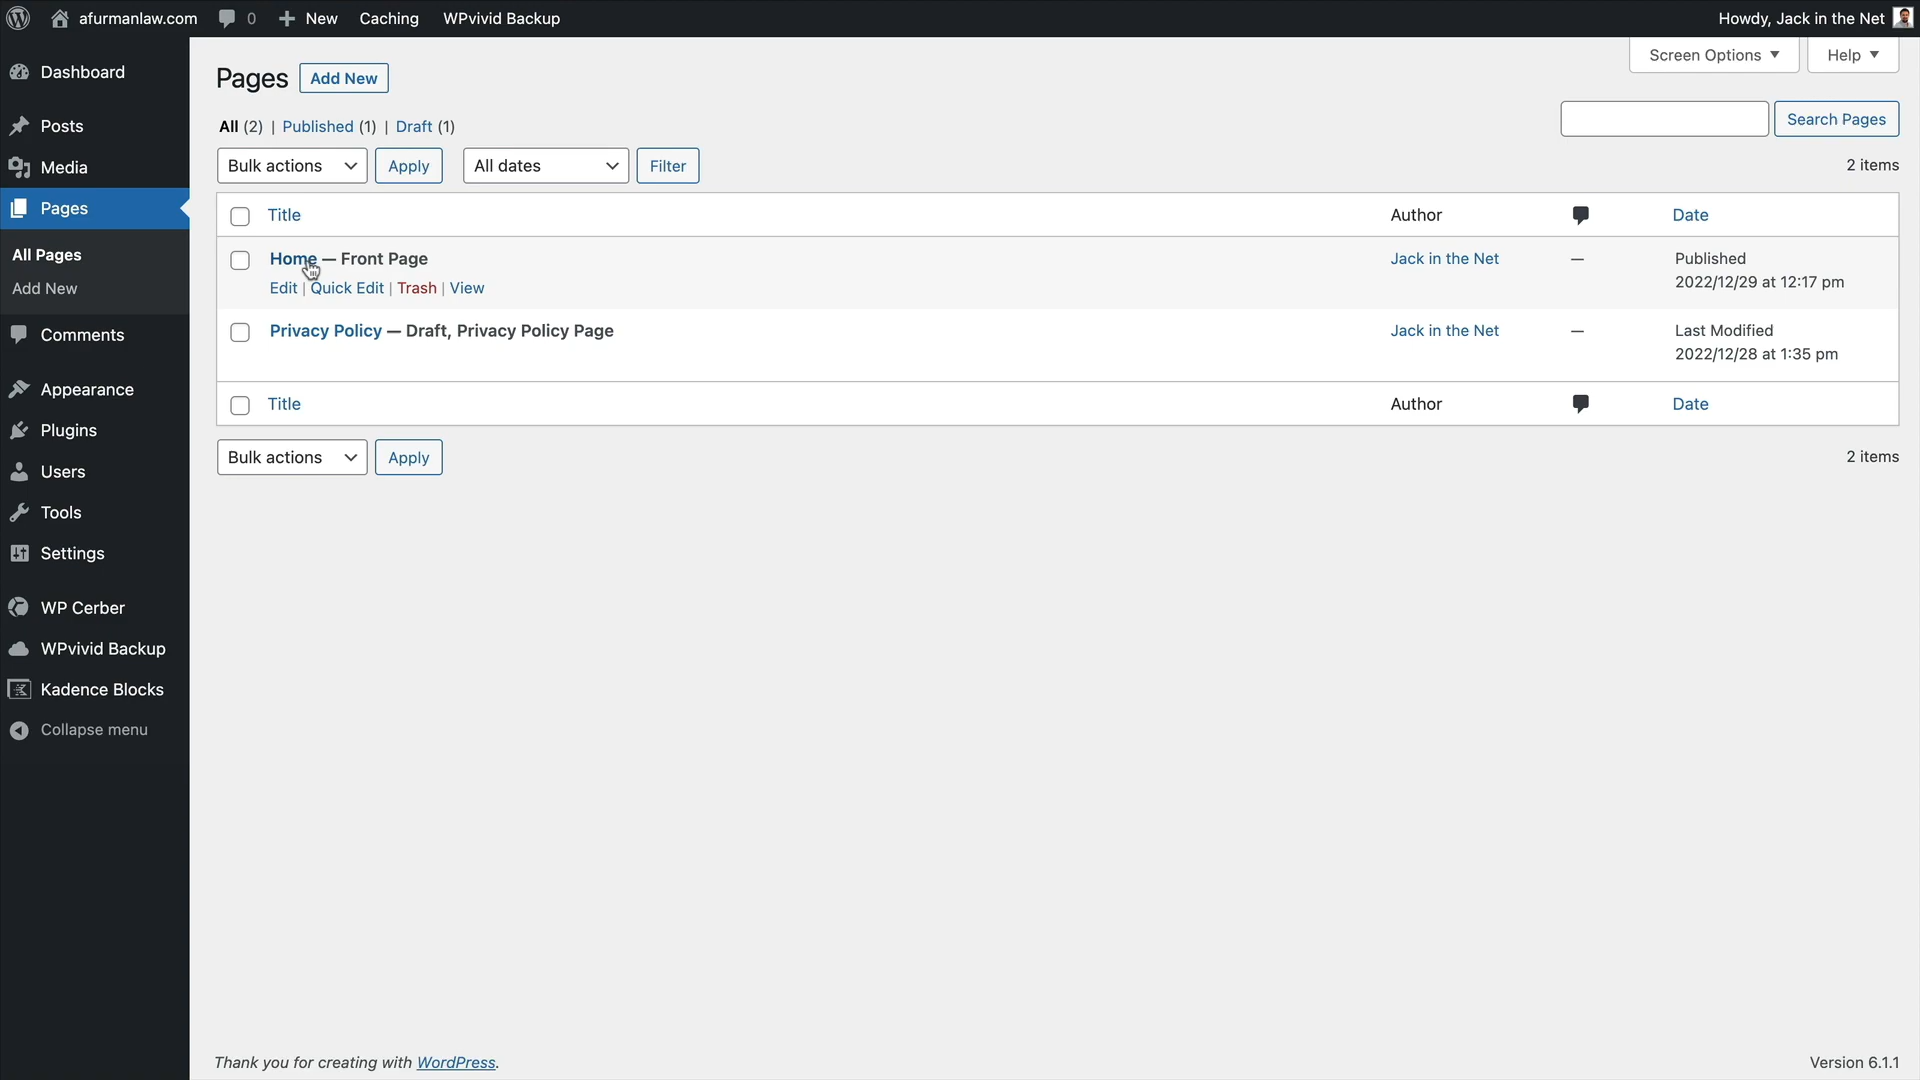 afurmanlaw.com 0 New Caching WPvivid Backup Howdy, Jack in the Net
Dashboard
Posts
Media
Pages
All Pages
Add New
Comments
Appearance
Plugins
Users
Tools
Settings
WP Cerber
WPvivid Backup
Kadence Blocks
Collapse menu
Screen Options Help
Pages Add New
All (2) | Published (1) | Draft (1)
Search Pages
Bulk actions Apply All dates Filter 2 items
Title Author Date
Home — Front Page Jack in the Net — Published
2022/12/29 at 12:17 pm
Edit | Quick Edit | Trash | View
Privacy Policy — Draft, Privacy Policy Page Jack in the Net — Last Modified
2022/12/28 at 1:35 pm
Title Author Date
Bulk actions Apply 2 items
Thank you for creating with WordPress. Version 6.1.1